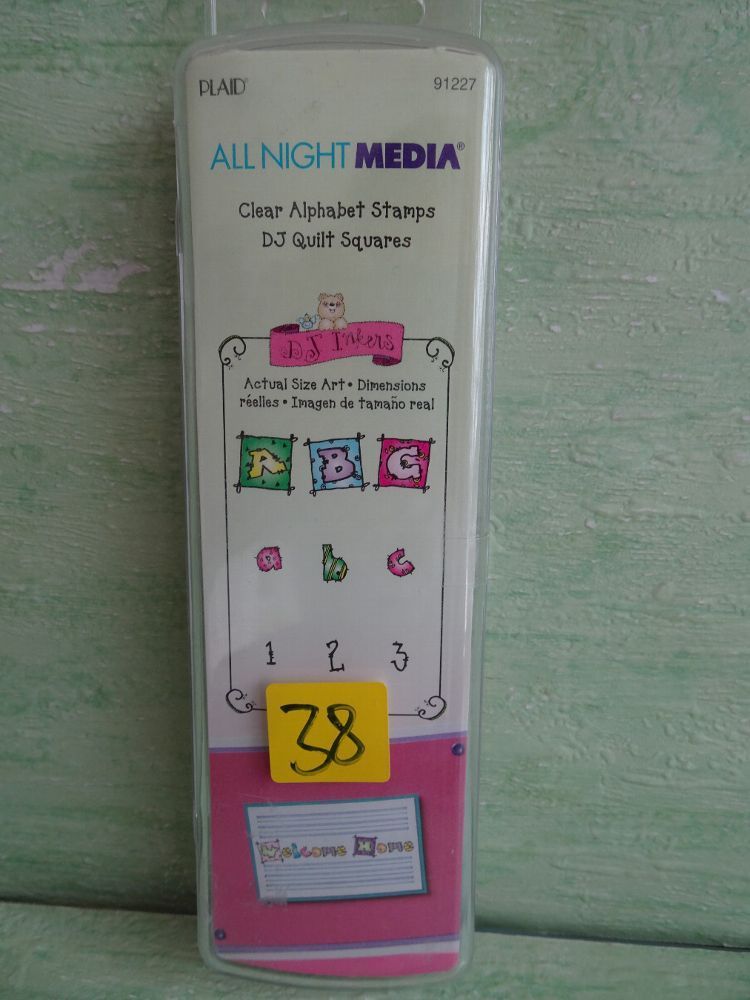 PLAID® 91227
ALL NIGHT MEDIA®
Clear Alphabet Stamps
DJ Quilt Squares
DJ Inkers
Actual Size Art • Dimensions
réelles • Imagen de tamaño real
A B C
a b c
1 2 3
38
Welcome Home